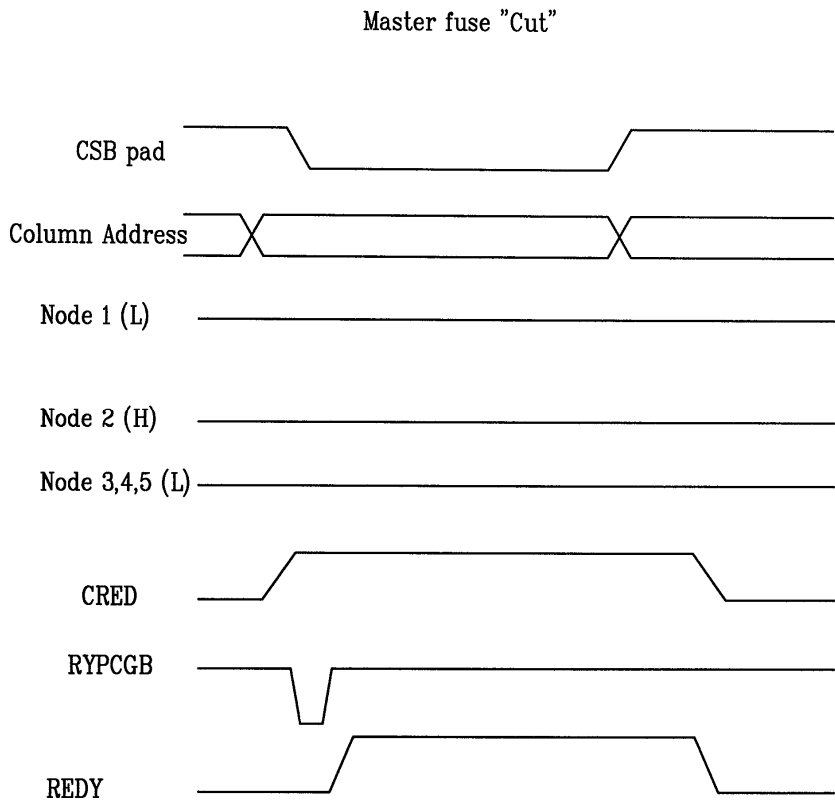 Master fuse "Cut"
CSB pad
Column Address
Node 1 (L)
Node 2 (H)
Node 3,4,5 (L)
CRED
RYPCGB
REDY